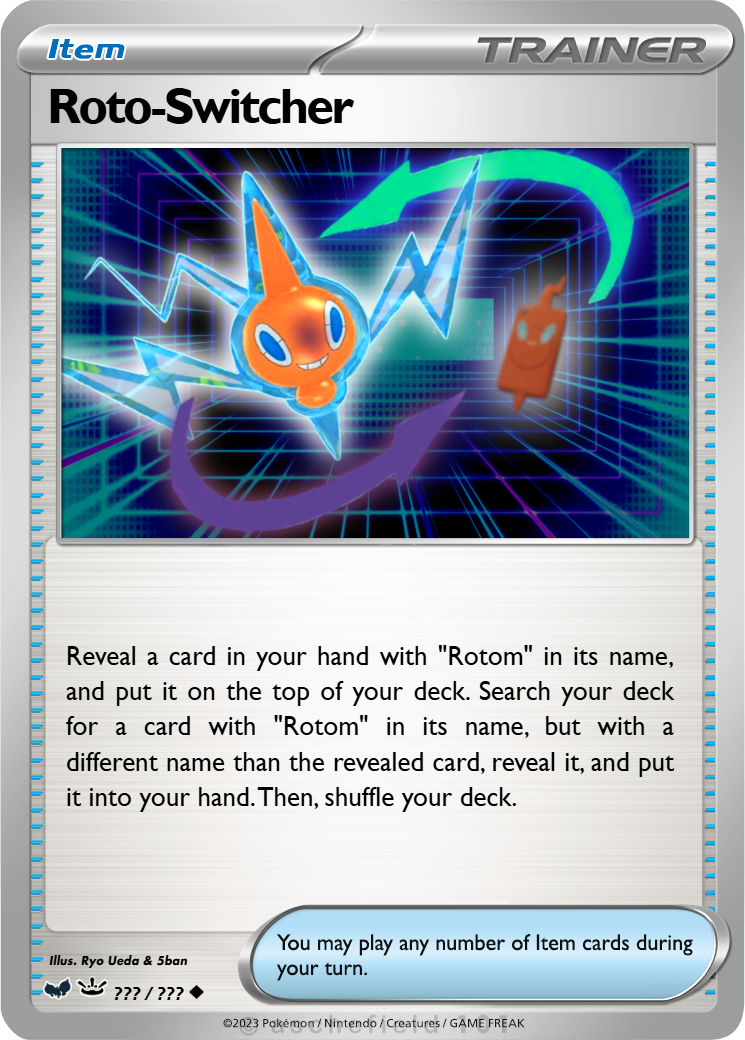 Item
TRAINER
Roto-Switcher
Reveal a card in your hand with "Rotom" in its name,
and put it on the top of your deck. Search your deck
for a card with "Rotom" in its name, but with a
different name than the revealed card, reveal it, and put
it into your hand. Then, shuffle your deck.
You may play any number of Item cards during
your turn.
Illus. Ryo Ueda & 5ban
??? / ??? ◆
©2023 Pokémon / Nintendo / Creatures / GAME FREAK